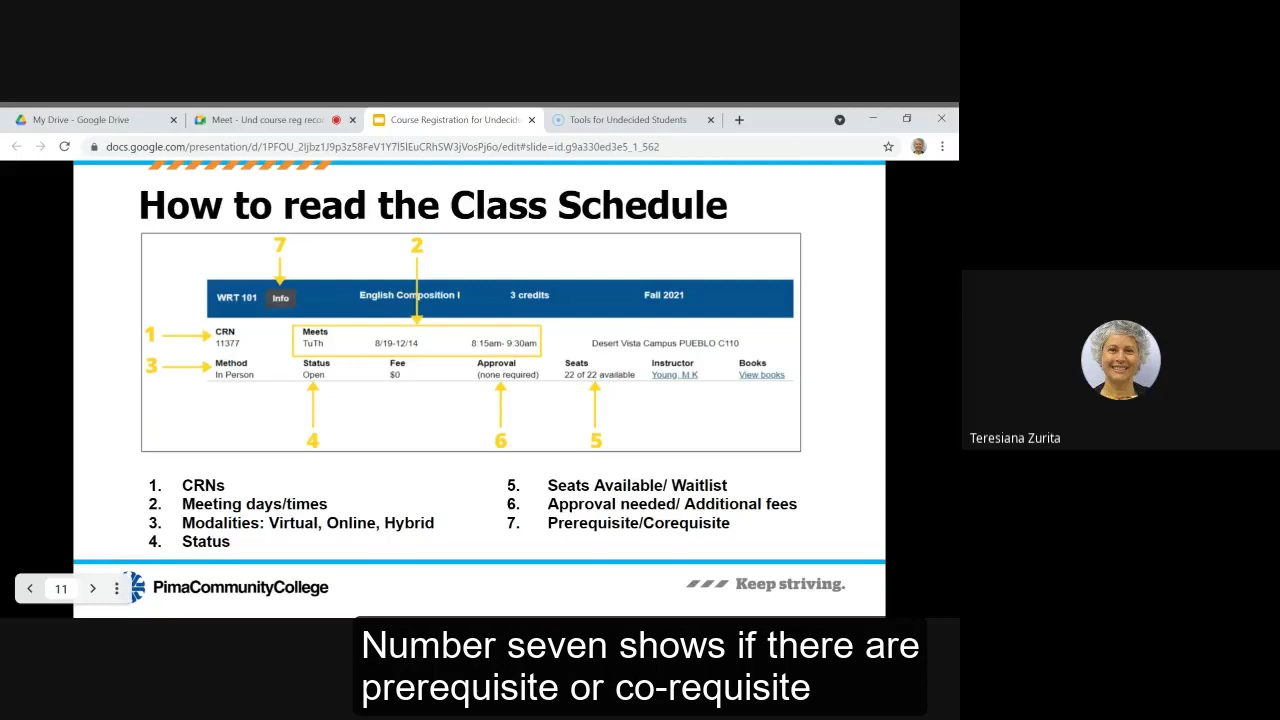 My Drive - Google Drive
Meet - Und course reg recor
Course Registration for Undecide
Tools for Undecided Students
docs.google.com/presentation/d/1PFOU_2Ijbz1J9p3z58FeV1Y7I5lEuCRhSW3jVosPj6o/edit#slide=id.g9a330ed3e5_1_562
How to read the Class Schedule
7 2
WRT 101 Info English Composition I 3 credits Fall 2021
1 CRN Meets
11377 TuTh 8/19-12/14 8:15am- 9:30am Desert Vista Campus PUEBLO C110
3 Method Status Fee Approval Seats Instructor Books
In Person Open $0 (none required) 22 of 22 available Young, M K View books
4 6 5
1. CRNs
2. Meeting days/times
3. Modalities: Virtual, Online, Hybrid
4. Status
5. Seats Available/ Waitlist
6. Approval needed/ Additional fees
7. Prerequisite/Corequisite
11
PimaCommunityCollege
Keep striving.
Teresiana Zurita
Number seven shows if there are
prerequisite or co-requisite